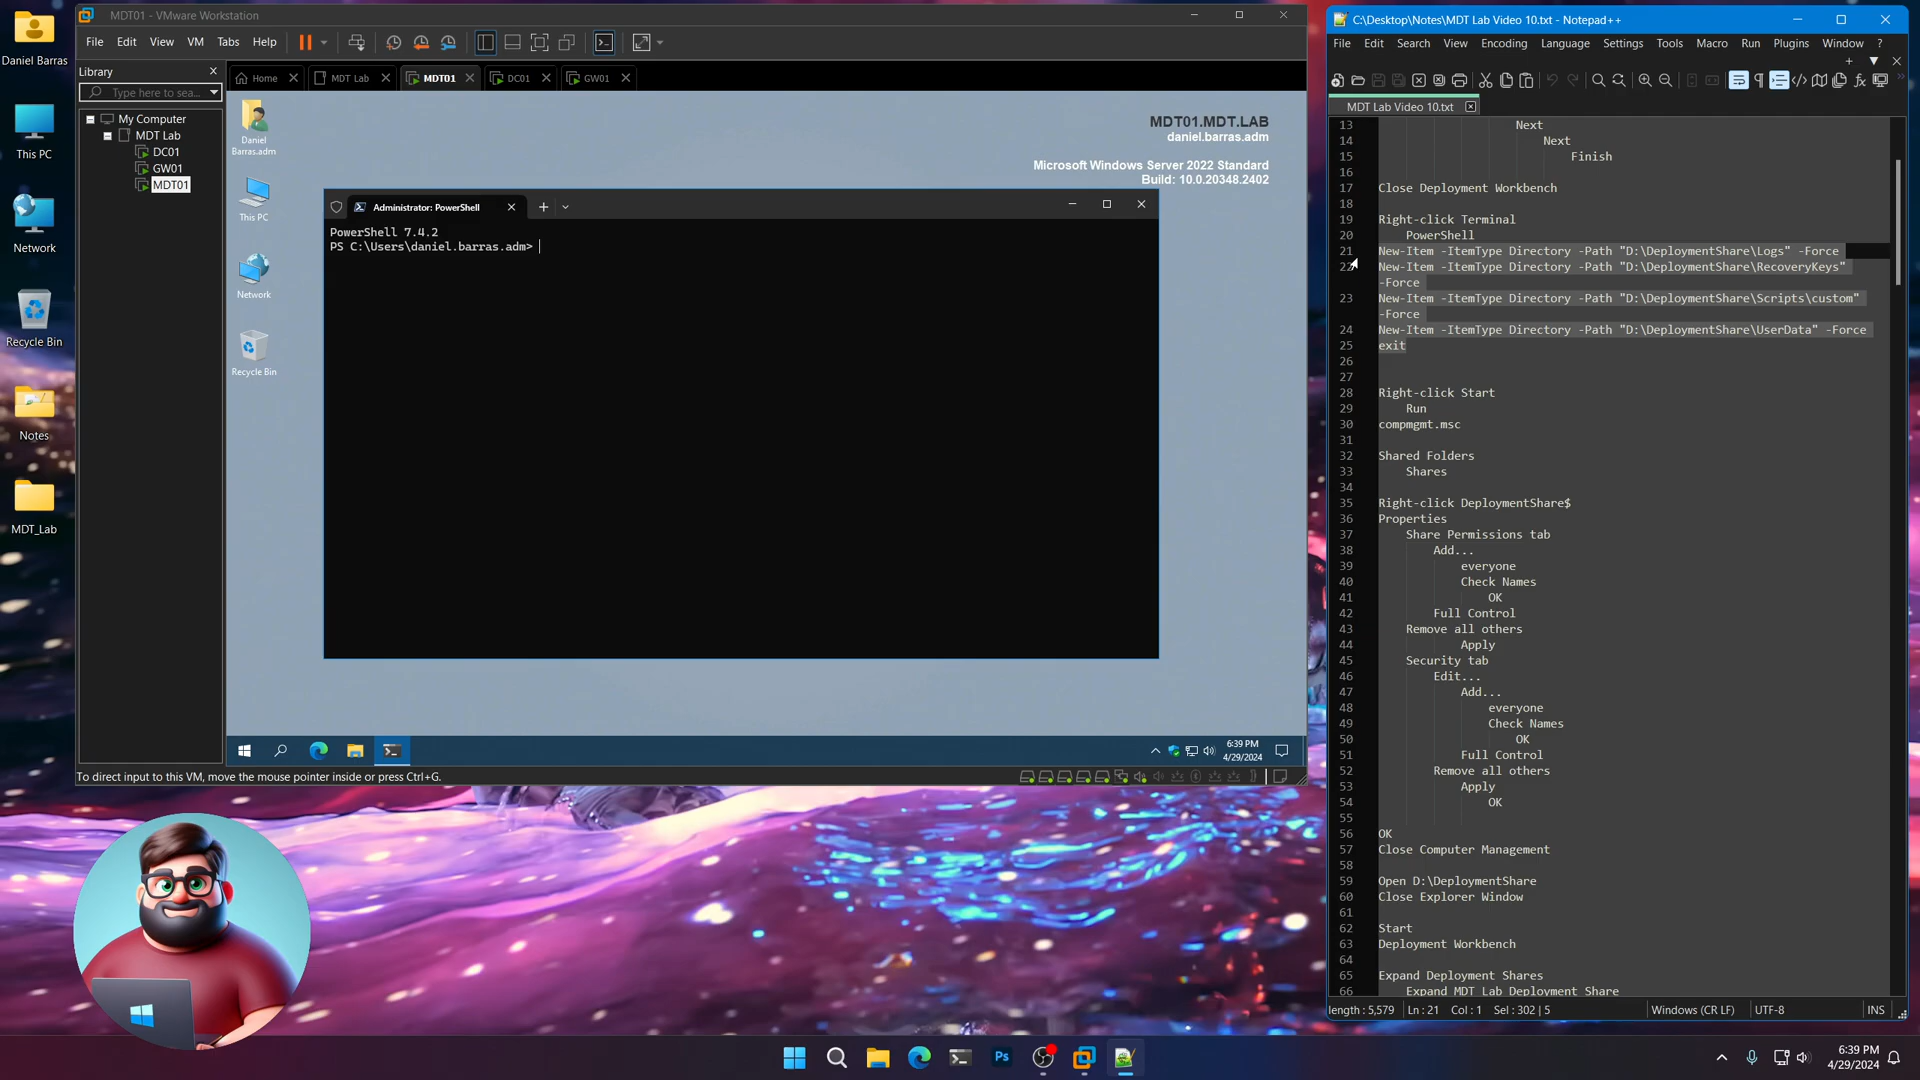 Daniel Barras
This PC
Network
Recycle Bin
Notes
MDT_Lab
MDT01 - VMware Workstation
File Edit View VM Tabs Help
Library
Type here to sea...
My Computer
MDT Lab
DC01
GW01
MDT01
Home
MDT Lab
MDT01
DC01
GW01
Daniel
Barras.adm
This PC
Network
Recycle Bin
MDT01.MDT.LAB
daniel.barras.adm
Microsoft Windows Server 2022 Standard
Build: 10.0.20348.2402
Administrator: PowerShell
PowerShell 7.4.2
PS C:\Users\daniel.barras.adm>
6:39 PM
4/29/2024
To direct input to this VM, move the mouse pointer inside or press Ctrl+G.
C:\Desktop\Notes\MDT Lab Video 10.txt - Notepad++
File Edit Search View Encoding Language Settings Tools Macro Run Plugins Window ?
MDT Lab Video 10.txt
13 Next
14 Next
15 Finish
16
17 Close Deployment Workbench
18
19 Right-click Terminal
20 PowerShell
21 New-Item -ItemType Directory -Path "D:\DeploymentShare\Logs" -Force
22 New-Item -ItemType Directory -Path "D:\DeploymentShare\RecoveryKeys"
-Force
23 New-Item -ItemType Directory -Path "D:\DeploymentShare\Scripts\custom"
-Force
24 New-Item -ItemType Directory -Path "D:\DeploymentShare\UserData" -Force
25 exit
26
27
28 Right-click Start
29 Run
30 compmgmt.msc
31
32 Shared Folders
33 Shares
34
35 Right-click DeploymentShare$
36 Properties
37 Share Permissions tab
38 Add...
39 everyone
40 Check Names
41 OK
42 Full Control
43 Remove all others
44 Apply
45 Security tab
46 Edit...
47 Add...
48 everyone
49 Check Names
50 OK
51 Full Control
52 Remove all others
53 Apply
54 OK
55
56 OK
57 Close Computer Management
58
59 Open D:\DeploymentShare
60 Close Explorer Window
61
62 Start
63 Deployment Workbench
64
65 Expand Deployment Shares
66 Expand MDT Lab Deployment Share
length : 5,579 Ln : 21 Col : 1 Sel : 302 | 5 Windows (CR LF) UTF-8 INS
Ps
6:39 PM
4/29/2024